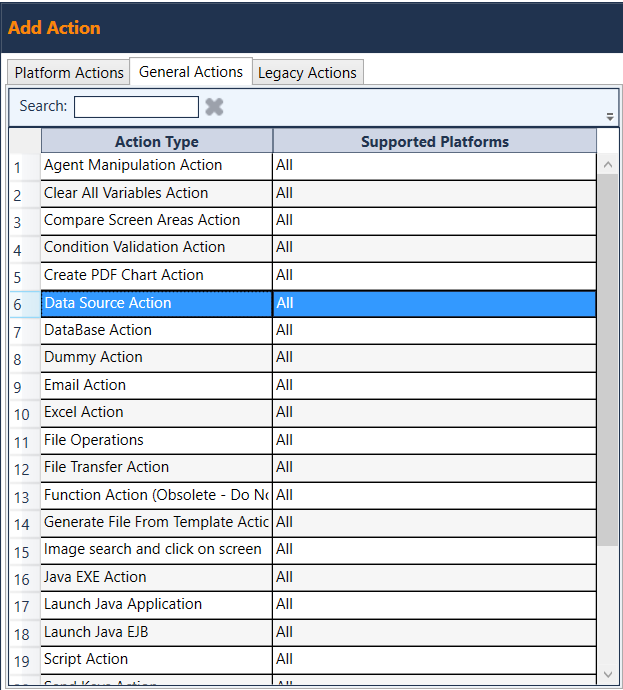 Add Action
Platform Actions General Actions Legacy Actions
Search:
Action Type Supported Platforms
1 Agent Manipulation Action All
2 Clear All Variables Action All
3 Compare Screen Areas Action All
4 Condition Validation Action All
5 Create PDF Chart Action All
6 Data Source Action All
7 DataBase Action All
8 Dummy Action All
9 Email Action All
10 Excel Action All
11 File Operations All
12 File Transfer Action All
13 Function Action (Obsolete - Do No All
14 Generate File From Template Actic All
15 Image search and click on screen All
16 Java EXE Action All
17 Launch Java Application All
18 Launch Java EJB All
19 Script Action All
20 Send Keys Action All